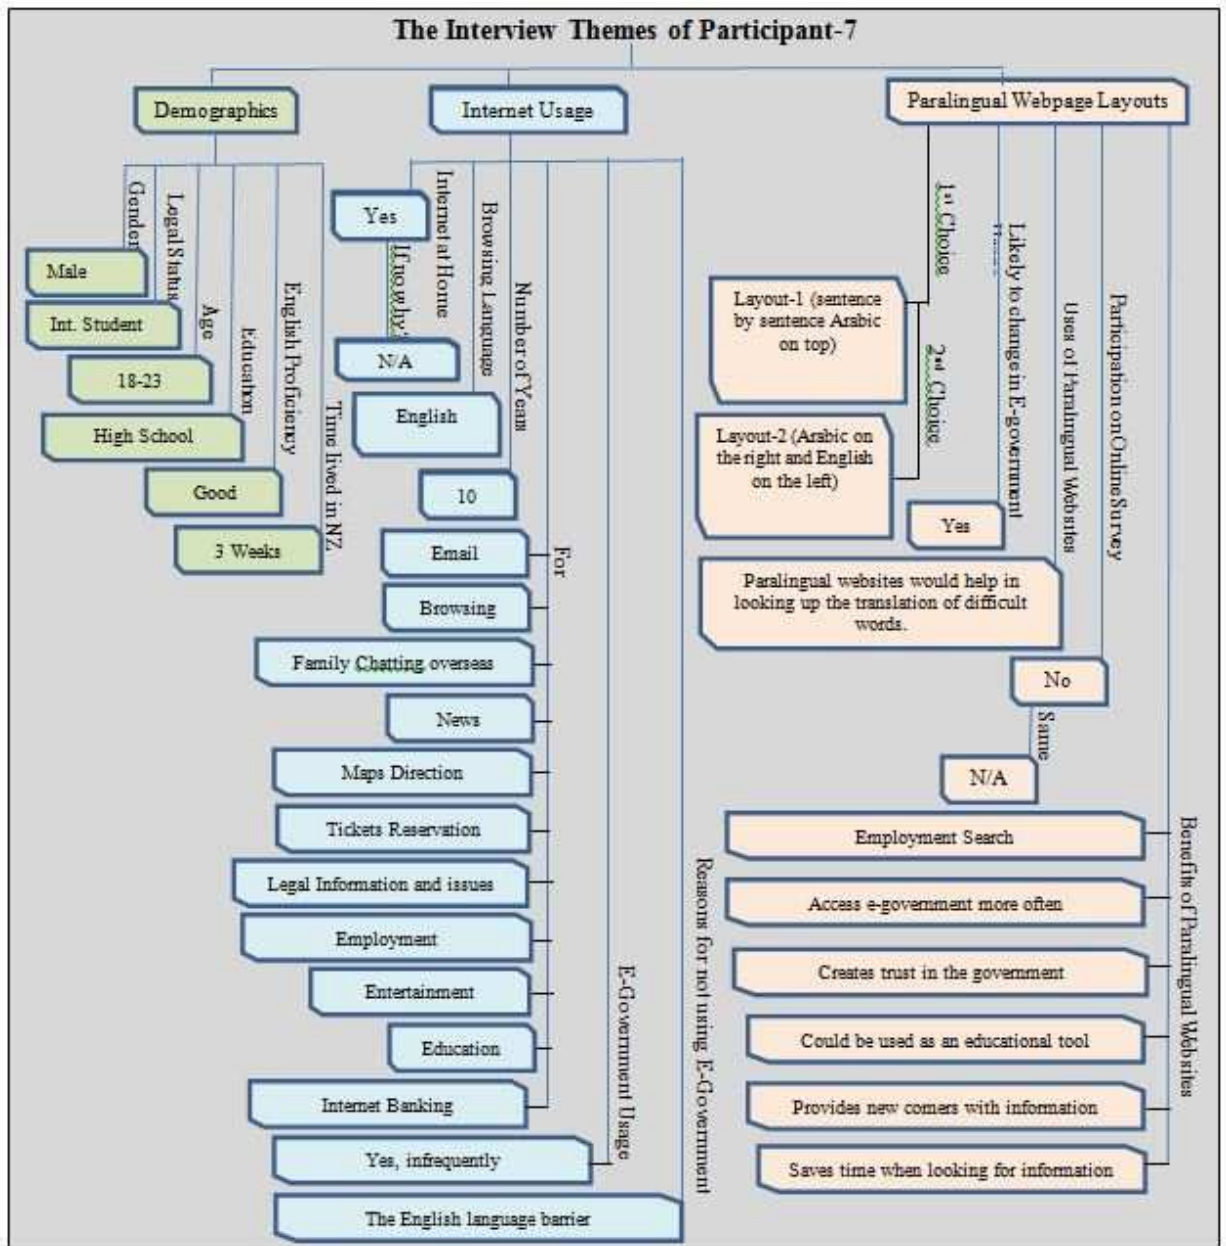 The Interview Themes of Participant-7
Demographics
Gender
Male
Legal Status
Int. Student
Age
18-23
Education
High School
English Proficiency
Good
Time lived in NZ
3 Weeks
Internet Usage
Internet at Home
Yes
If no why?
N/A
Browsing Language
English
Number of Years
10
For
Email
Browsing
Family Chatting overseas
News
Maps Direction
Tickets Reservation
Legal Information and issues
Employment
Entertainment
Education
Internet Banking
E-Government Usage
Yes, infrequently
Reasons for not using E-Government
The English language barrier
Paralingual Webpage Layouts
1st Choice
Layout-1 (sentence
by sentence Arabic
on top)
2nd Choice
Layout-2 (Arabic on
the right and English
on the left)
Likely to change in E-government
Yes
Uses of Paralingual Websites
Paralingual websites would help in
looking up the translation of difficult
words.
Participation on Online Survey
No
Same
N/A
Benefits of Paralingual Websites
Employment Search
Access e-government more often
Creates trust in the government
Could be used as an educational tool
Provides new comers with information
Saves time when looking for information